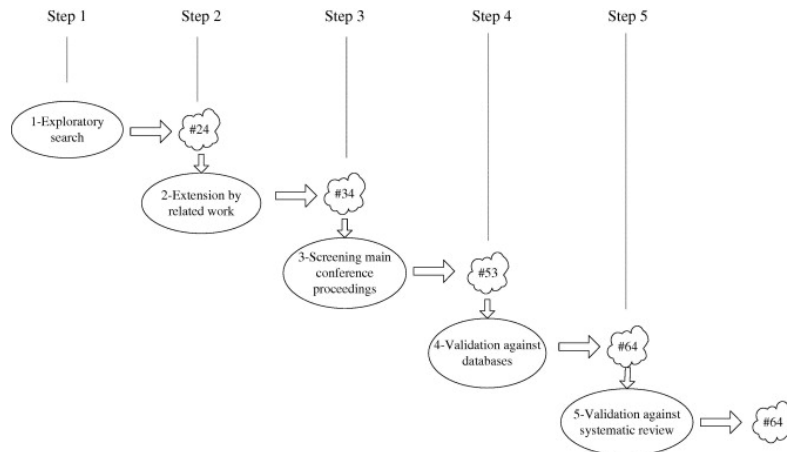 Step 1
Step 2
Step 3
Step 4
Step 5
1-Exploratory
search
#24
2-Extension by
related work
#34
3-Screening main
conference
proceedings
#53
4-Validation against
databases
#64
5-Validation against
systematic review
#64